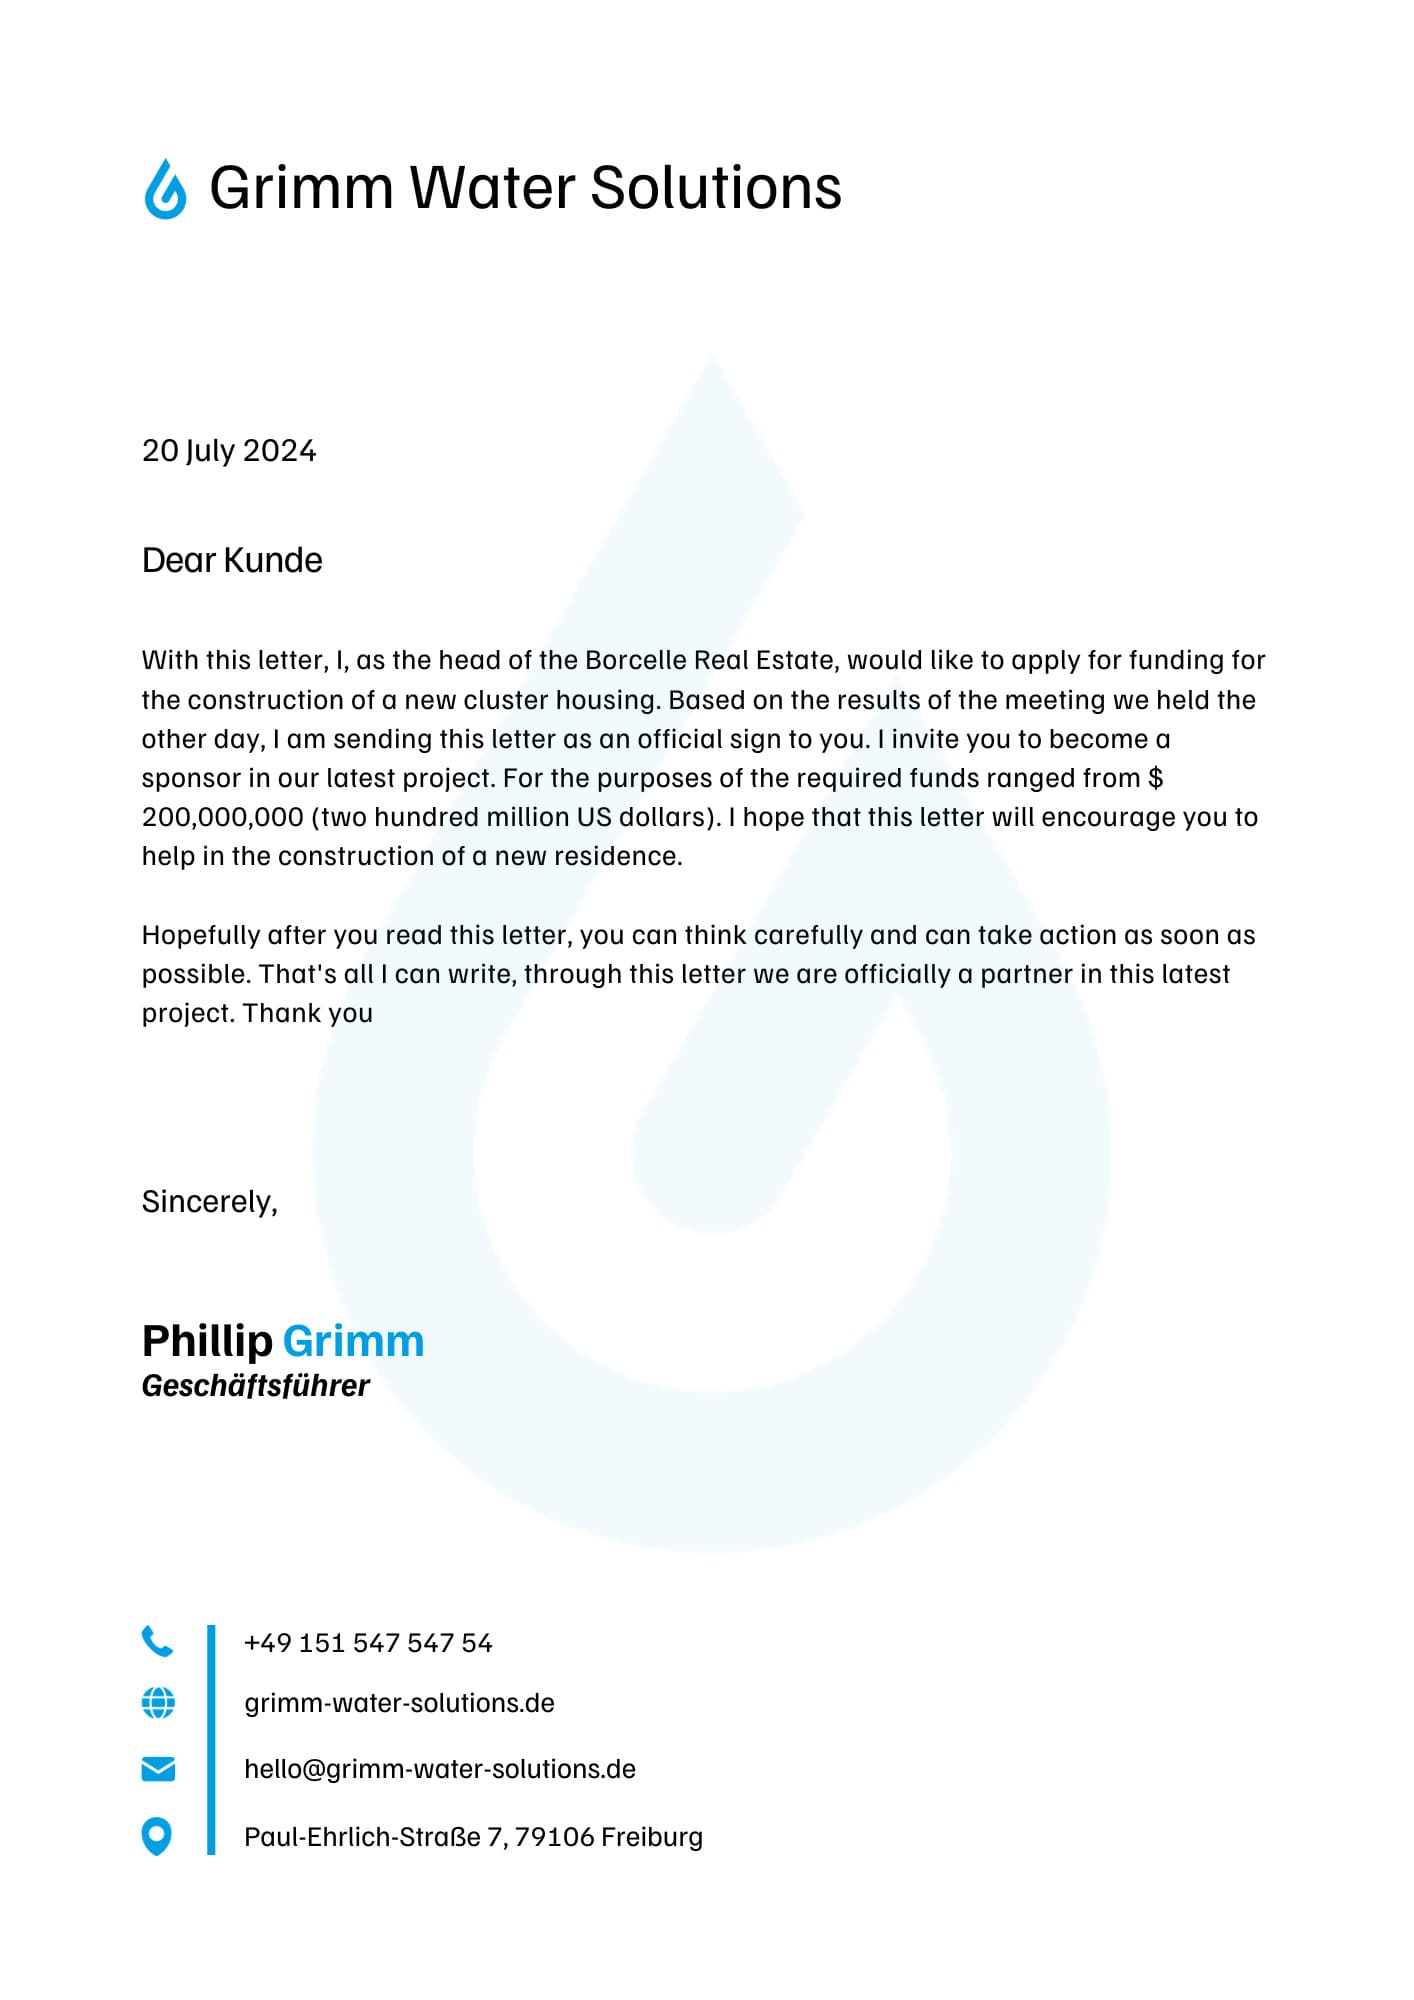 Grimm Water Solutions
20 July 2024
Dear Kunde
With this letter, I, as the head of the Borcelle Real Estate, would like to apply for funding for
the construction of a new cluster housing. Based on the results of the meeting we held the
other day, I am sending this letter as an official sign to you. I invite you to become a
sponsor in our latest project. For the purposes of the required funds ranged from $
200,000,000 (two hundred million US dollars). I hope that this letter will encourage you to
help in the construction of a new residence.
Hopefully after you read this letter, you can think carefully and can take action as soon as
possible. That's all I can write, through this letter we are officially a partner in this latest
project. Thank you
Sincerely,
Phillip Grimm
Geschäftsführer
+49 151 547 547 54
grimm-water-solutions.de
hello@grimm-water-solutions.de
Paul-Ehrlich-Straße 7, 79106 Freiburg